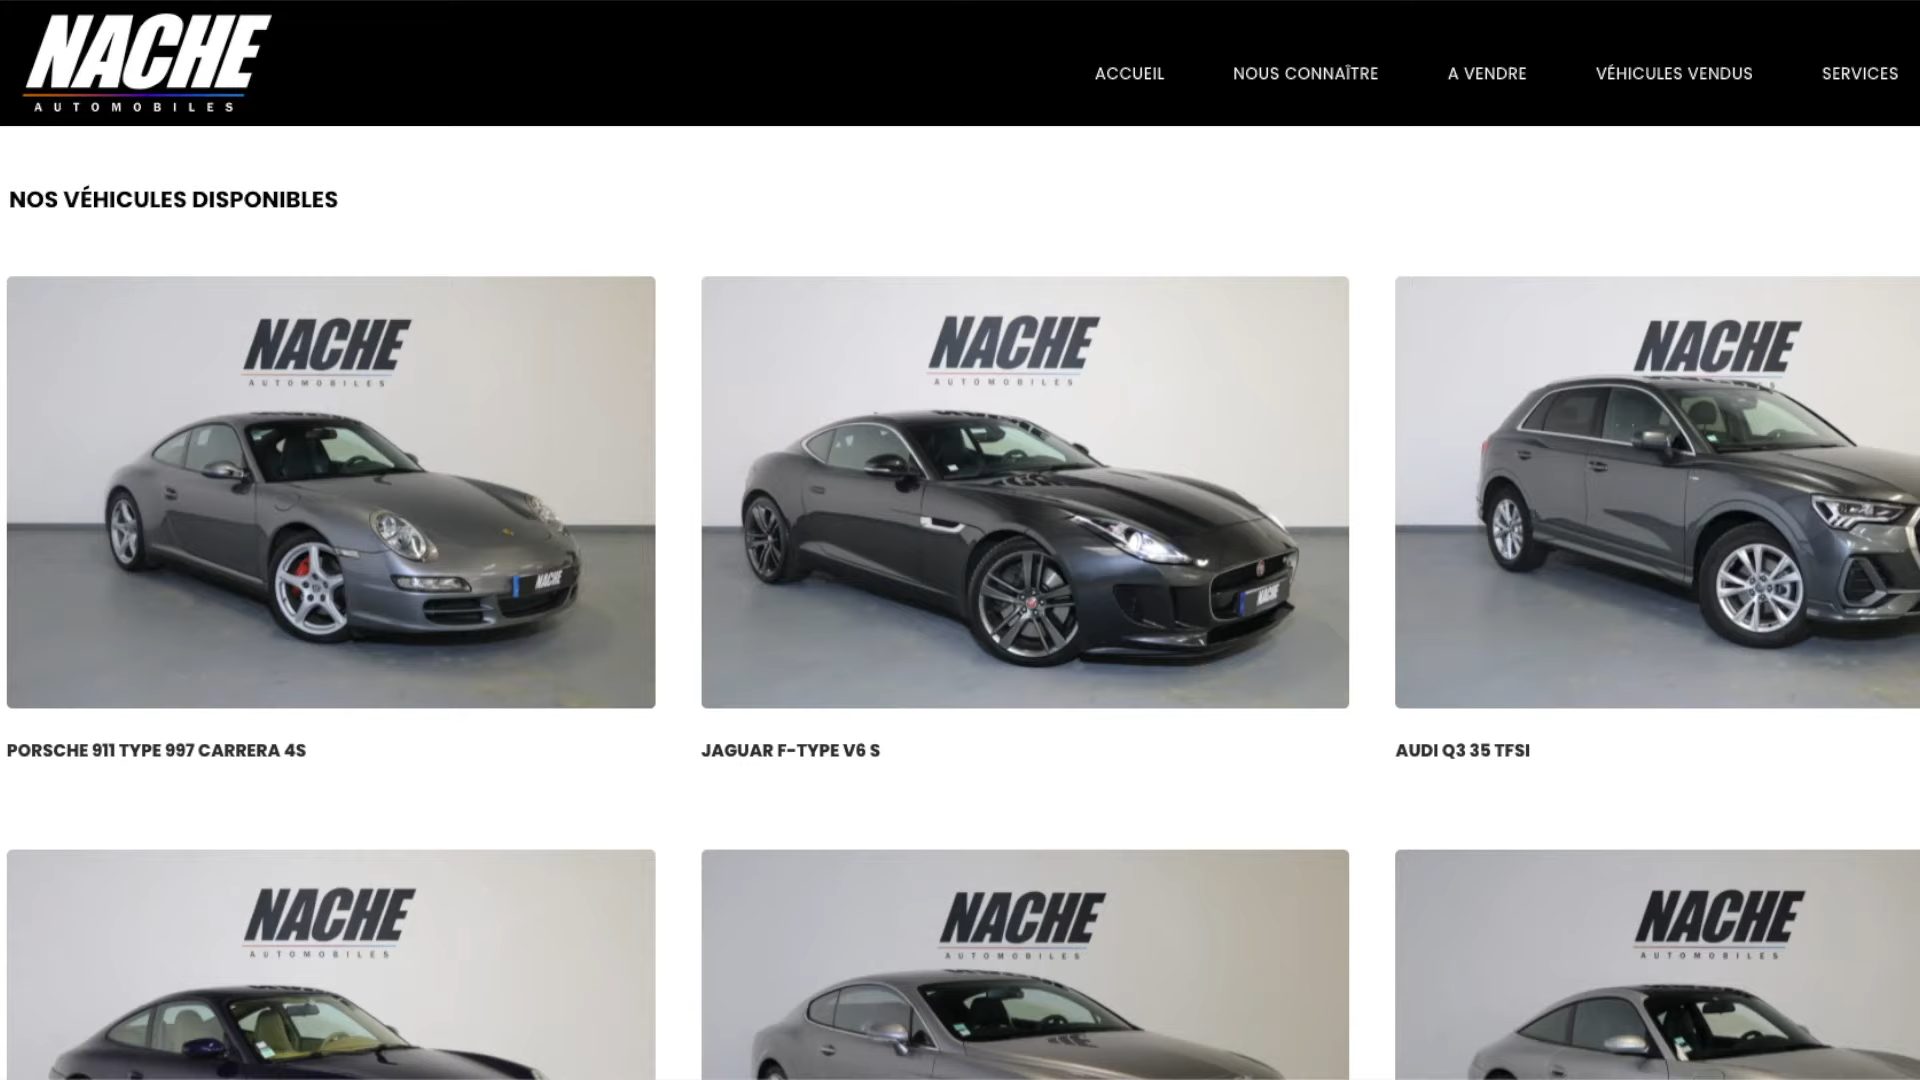 NACHE
AUTOMOBILES
ACCUEIL
NOUS CONNAÎTRE
A VENDRE
VÉHICULES VENDUS
SERVICES
NOS VÉHICULES DISPONIBLES
NACHE
AUTOMOBILES
NACHE
NACHE
AUTOMOBILES
NACHE
NACHE
PORSCHE 911 TYPE 997 CARRERA 4S
JAGUAR F-TYPE V6 S
AUDI Q3 35 TFSI
NACHE
AUTOMOBILES
NACHE
AUTOMOBILES
NACHE
AUTOMOBILES